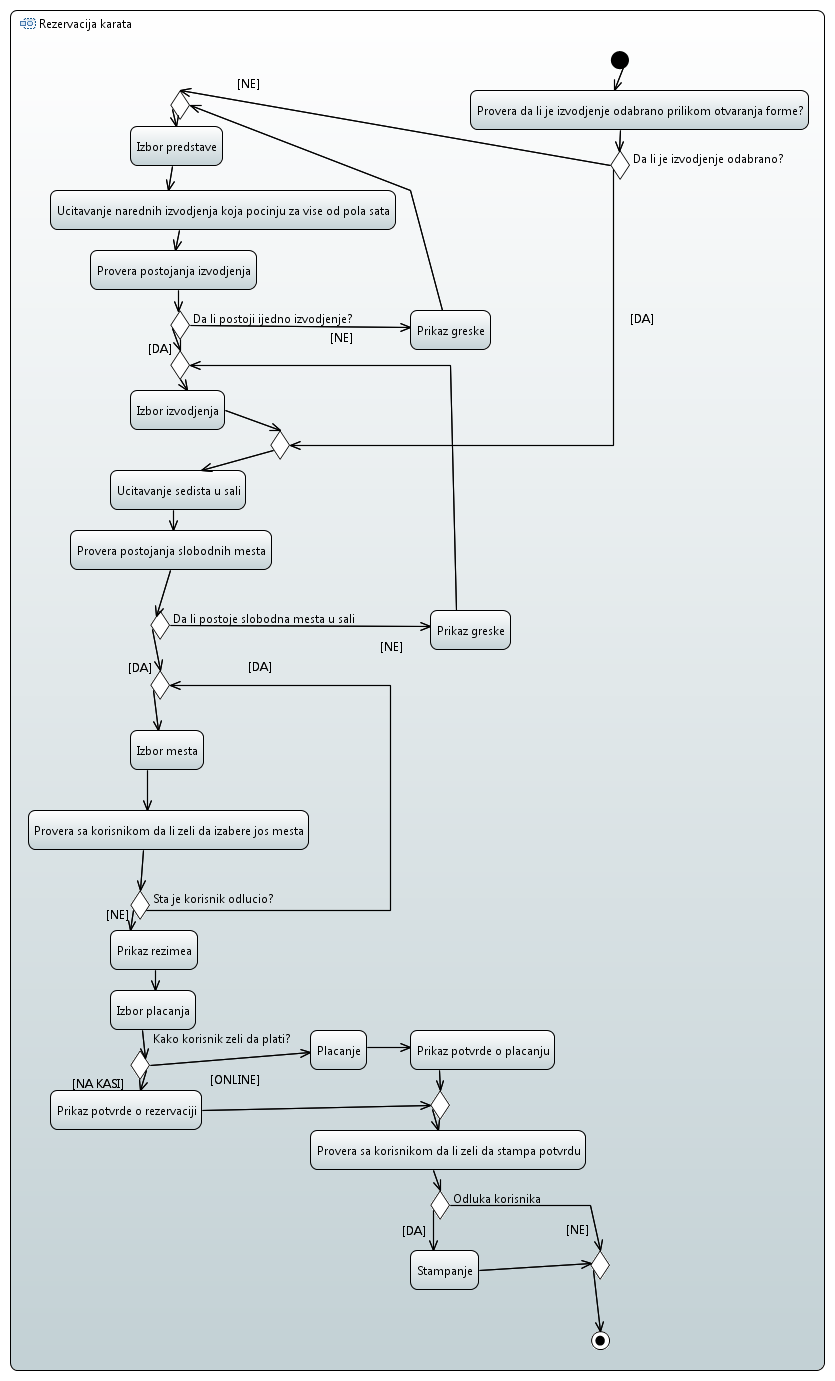 Rezervacija karata
[NE]
Provera da li je izvodjenje odabrano prilikom otvaranja forme?
Izbor predstave
Da li je izvodjenje odabrano?
Ucitavanje narednih izvodjenja koja pocinju za vise od pola sata
Provera postojanja izvodjenja
Da li postoji ijedno izvodjenje?
[DA]
Prikaz greske
[NE]
[DA]
Izbor izvodjenja
Ucitavanje sedista u sali
Provera postojanja slobodnih mesta
Da li postoje slobodna mesta u sali
Prikaz greske
[NE]
[DA]
[DA]
Izbor mesta
Provera sa korisnikom da li zeli da izabere jos mesta
Sta je korisnik odlucio?
[NE]
Prikaz rezimea
Izbor placanja
Kako korisnik zeli da plati?
Placanje
Prikaz potvrde o placanju
[NA KASI]
[ONLINE]
Prikaz potvrde o rezervaciji
Provera sa korisnikom da li zeli da stampa potvrdu
Odluka korisnika
[DA]
[NE]
Stampanje